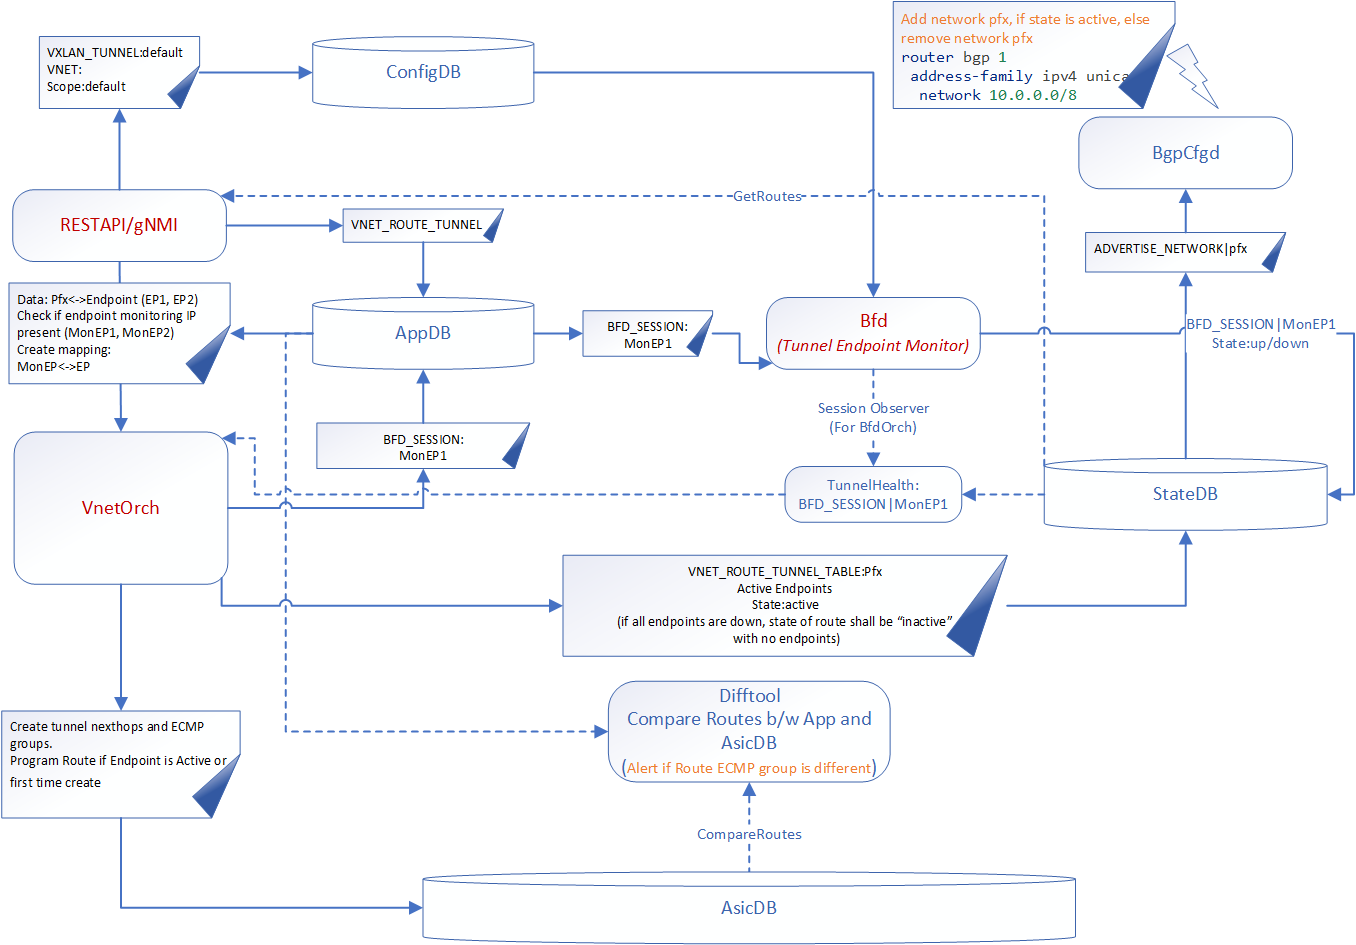 Add network pfx, if state is active, else
remove network pfx
router bgp 1
address-family ipv4 unica
network 10.0.0.0/8
VXLAN_TUNNEL:default
VNET:
Scope:default
ConfigDB
BgpCfgd
GetRoutes
RESTAPI/gNMI
VNET_ROUTE_TUNNEL
ADVERTISE_NETWORK|pfx
Data: Pfx<->Endpoint (EP1, EP2)
Check if endpoint monitoring IP
present (MonEP1, MonEP2)
Create mapping:
MonEP<->EP
AppDB
BFD_SESSION:
MonEP1
Bfd
(Tunnel Endpoint Monitor)
BFD_SESSION|MonEP1
State:up/down
Session Observer
(For BfdOrch)
BFD_SESSION:
MonEP1
TunnelHealth:
BFD_SESSION|MonEP1
StateDB
VnetOrch
VNET_ROUTE_TUNNEL_TABLE:Pfx
Active Endpoints
State:active
(if all endpoints are down, state of route shall be “inactive”
with no endpoints)
Difftool
Compare Routes b/w App and
AsicDB
(Alert if Route ECMP group is different)
Create tunnel nexthops and ECMP
groups.
Program Route if Endpoint is Active or
first time create
CompareRoutes
AsicDB